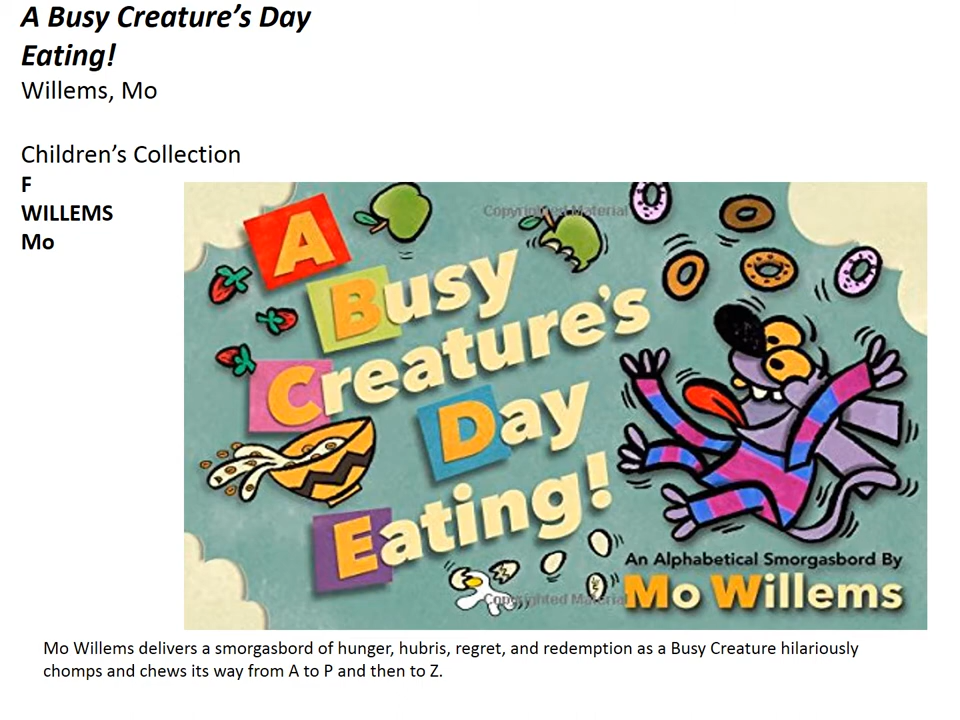 A Busy Creature’s Day
Eating!
Willems, Mo
Children’s Collection
F
WILLEMS
Mo
Copyrighted Material
A
Busy
Creature’s
Day
Eating!
An Alphabetical Smorgasbord By
Mo Willems
Copyrighted Material
Mo Willems delivers a smorgasbord of hunger, hubris, regret, and redemption as a Busy Creature hilariously
chomps and chews its way from A to P and then to Z.